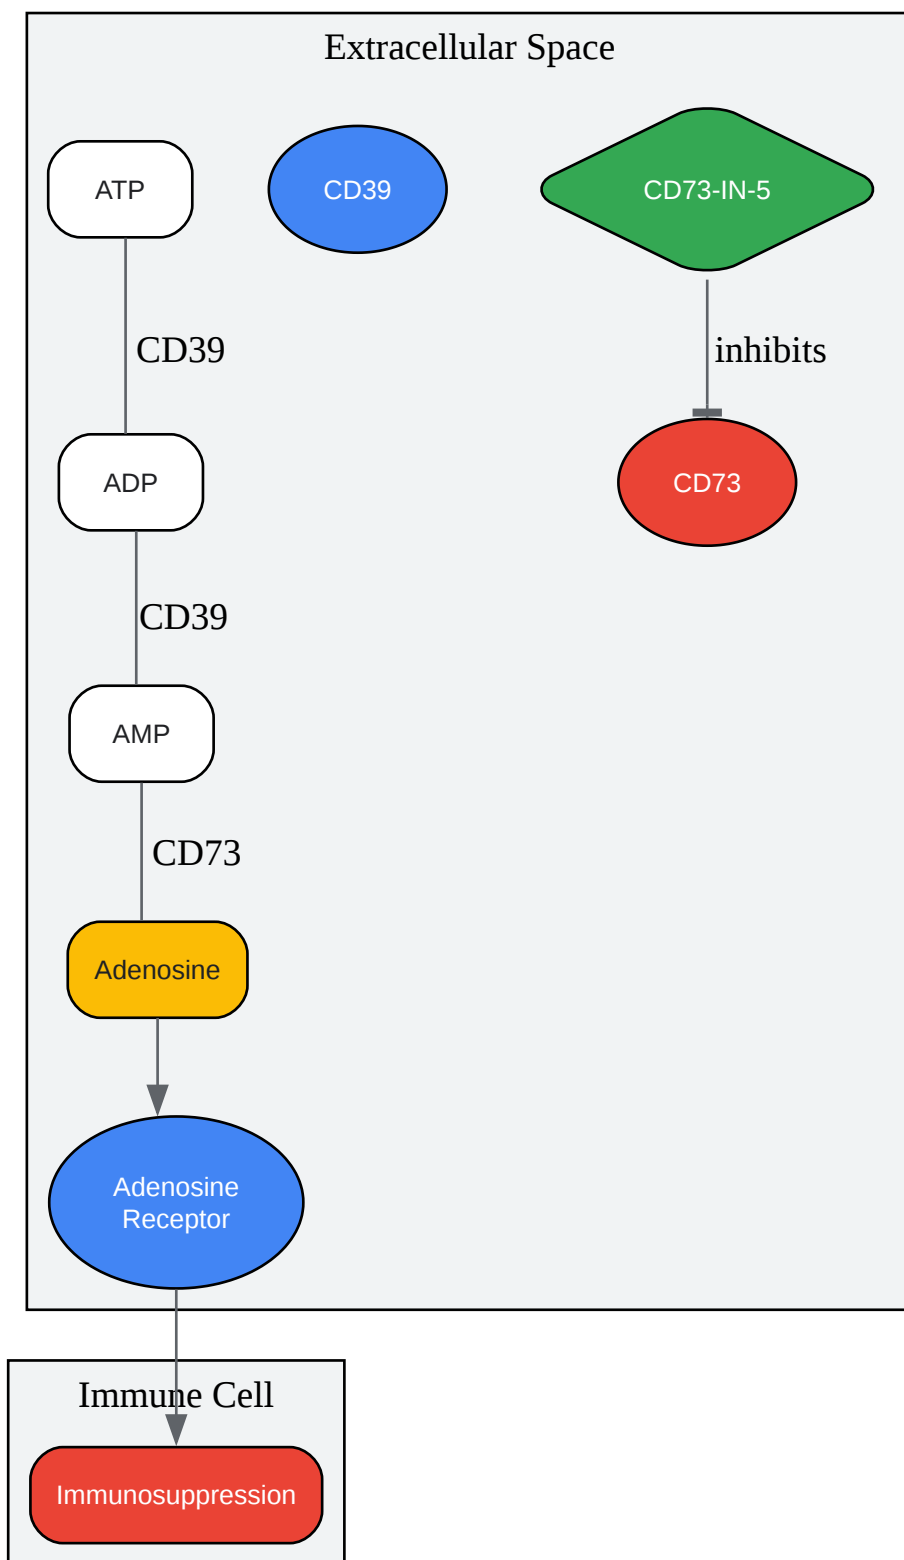 Extracellular Space
ATP
CD39
CD73-IN-5
CD39
inhibits
ADP
CD73
CD39
AMP
CD73
Adenosine
Adenosine
Receptor
Immune Cell
Immunosuppression